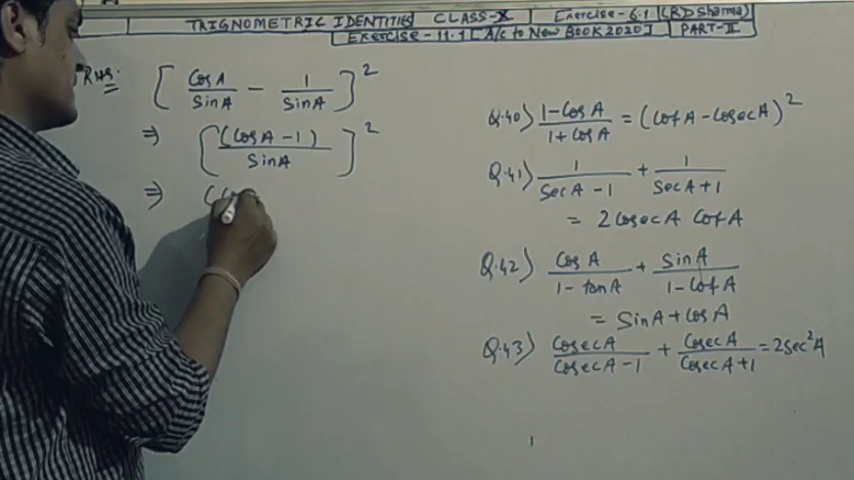 TRIGNOMETRIC IDENTITIES CLASS-X Exercise-6.1 (RD Sharma)
EXERCISE-11.1 [A/c to New BOOK 2020] PART-II
RHS: [ CosA/SinA − 1/SinA ]²
⇒ [ (CosA −1)/SinA ]²
⇒ (Co
Q.40) 1−CosA/1+CosA = (CotA −CosecA)²
Q.41) 1/SecA −1 + 1/SecA+1
= 2CosecA CotA
Q.42) CosA/1− tanA + SinA/1−CotA
= SinA+CosA
Q.43) CosecA/CosecA −1 + CosecA/CosecA+1 = 2Sec²A